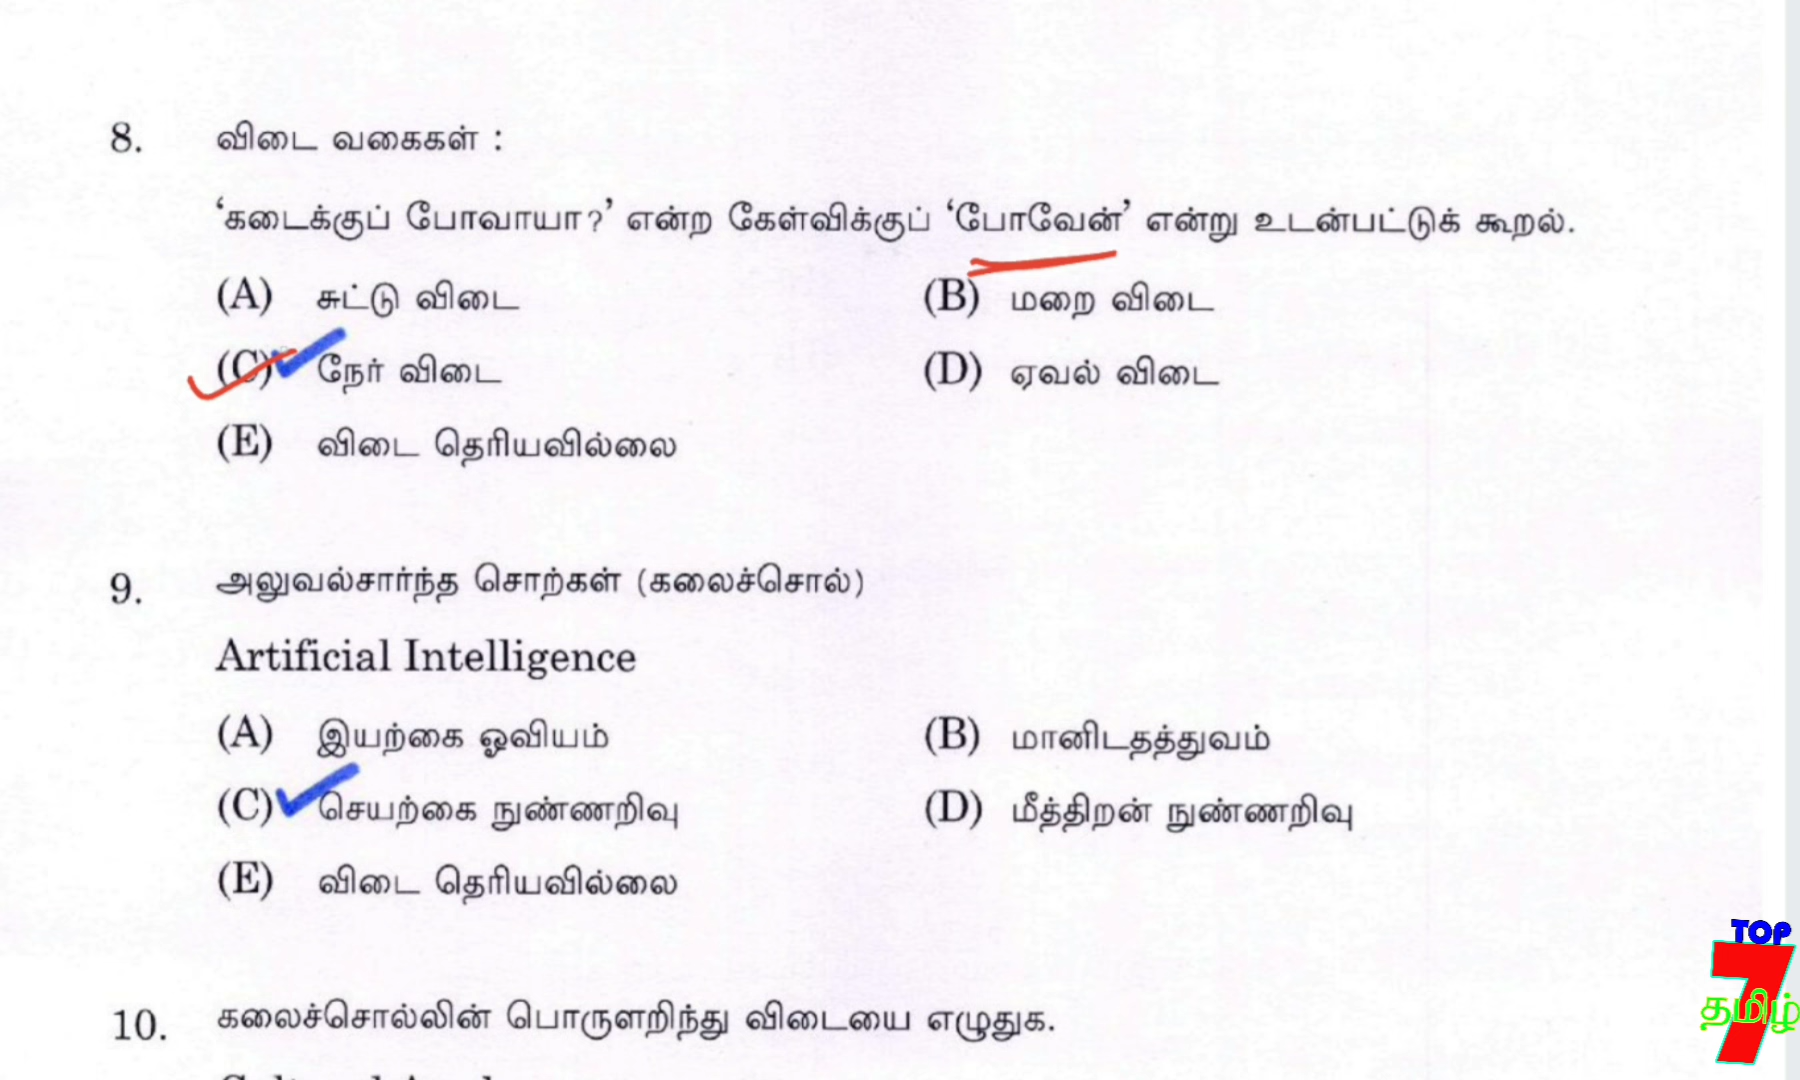 8. விடை வகைகள் :
‘கடைக்குப் போவாயா?’ என்ற கேள்விக்குப் ‘போவேன்’ என்று உடன்பட்டுக் கூறல்.
(A) சுட்டு விடை (B) மறை விடை
(C) நேர் விடை (D) ஏவல் விடை
(E) விடை தெரியவில்லை
9. அலுவல்சார்ந்த சொற்கள் (கலைச்சொல்)
Artificial Intelligence
(A) இயற்கை ஓவியம் (B) மானிடதத்துவம்
(C) செயற்கை நுண்ணறிவு (D) மீத்திறன் நுண்ணறிவு
(E) விடை தெரியவில்லை
10. கலைச்சொல்லின் பொருளறிந்து விடையை எழுதுக.
TOP
7
தமிழ்